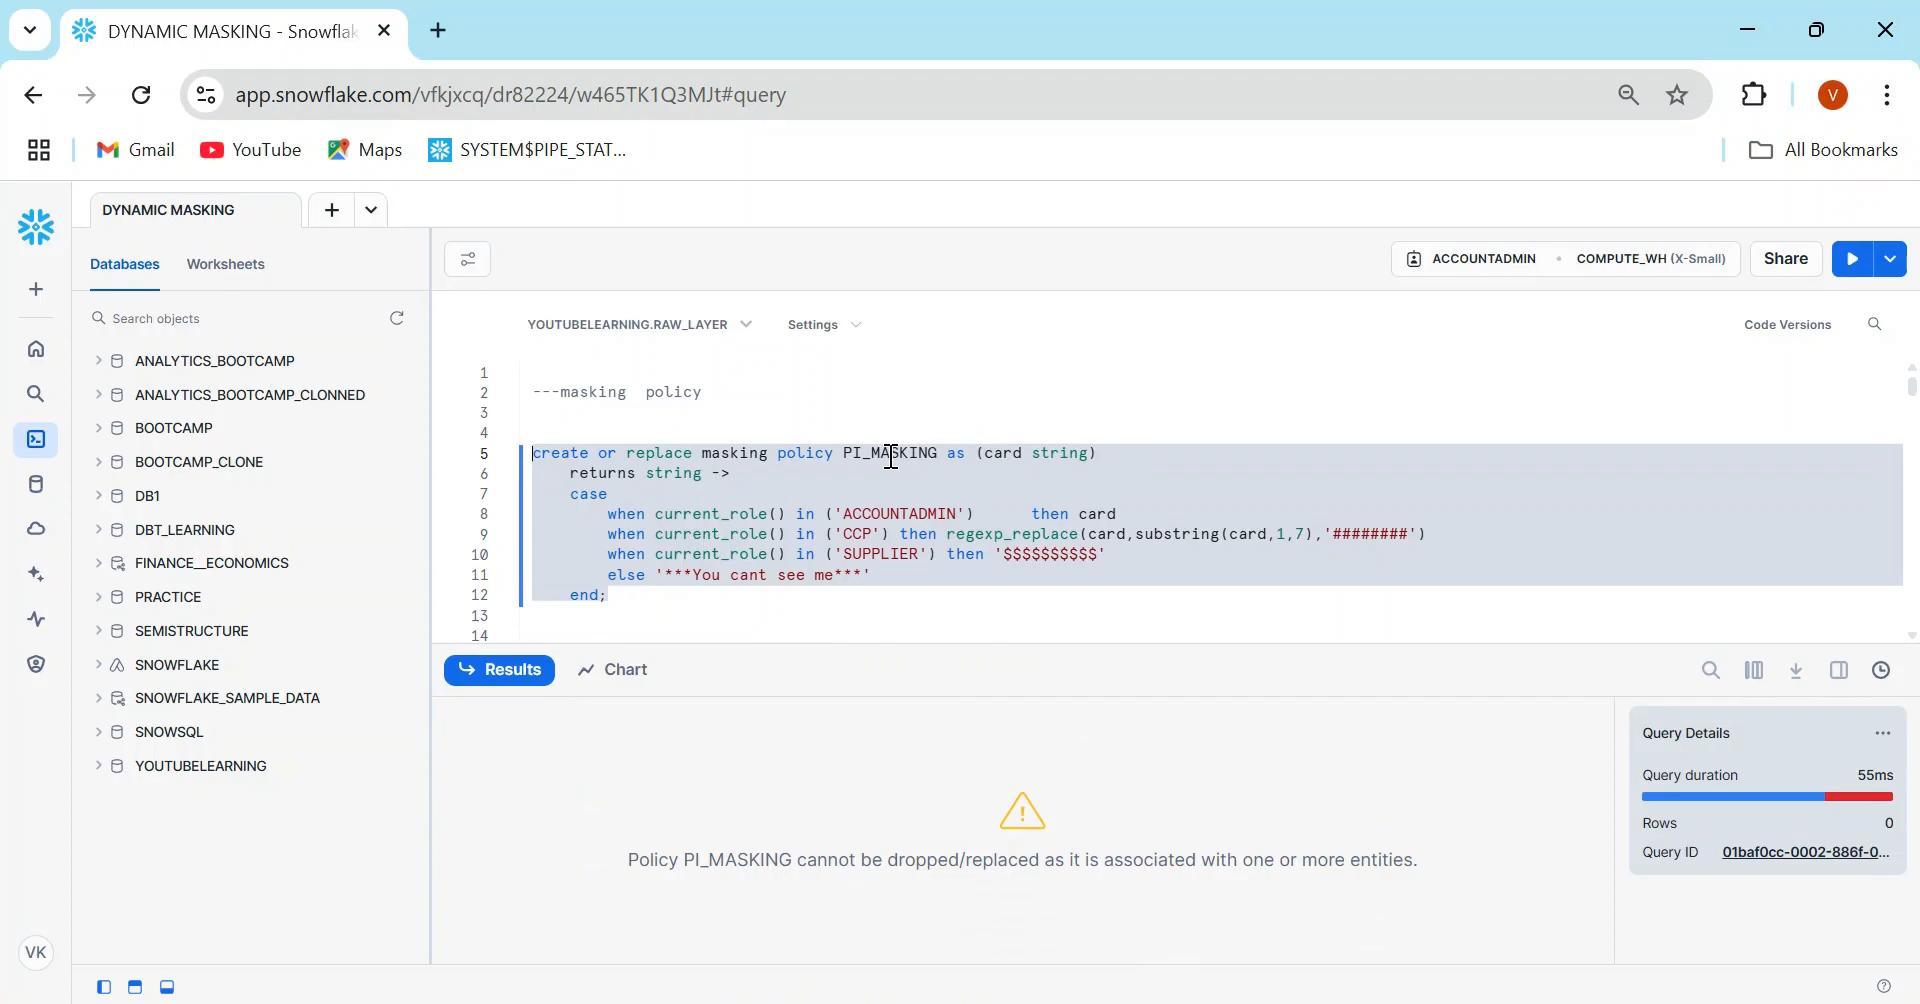 DYNAMIC MASKING - Snowflak
app.snowflake.com/vfkjxcq/dr82224/w465TK1Q3MJt#query
V
Gmail
YouTube
Maps
SYSTEM$PIPE_STAT...
All Bookmarks
DYNAMIC MASKING
Databases
Worksheets
ACCOUNTADMIN • COMPUTE_WH (X-Small)
Share
Search objects
ANALYTICS_BOOTCAMP
ANALYTICS_BOOTCAMP_CLONNED
BOOTCAMP
BOOTCAMP_CLONE
DB1
DBT_LEARNING
FINANCE__ECONOMICS
PRACTICE
SEMISTRUCTURE
SNOWFLAKE
SNOWFLAKE_SAMPLE_DATA
SNOWSQL
YOUTUBELEARNING
VK
YOUTUBELEARNING.RAW_LAYER
Settings
Code Versions
1
2 ---masking  policy
3
4
5 create or replace masking policy PI_MASKING as (card string)
6     returns string ->
7     case
8         when current_role() in ('ACCOUNTADMIN')      then card
9         when current_role() in ('CCP') then regexp_replace(card,substring(card,1,7),'########')
10         when current_role() in ('SUPPLIER') then '$$$$$$$$$$'
11         else '***You cant see me***'
12     end;
13
14
Results
Chart
Policy PI_MASKING cannot be dropped/replaced as it is associated with one or more entities.
Query Details
...
Query duration 55ms
Rows 0
Query ID 01baf0cc-0002-886f-0...